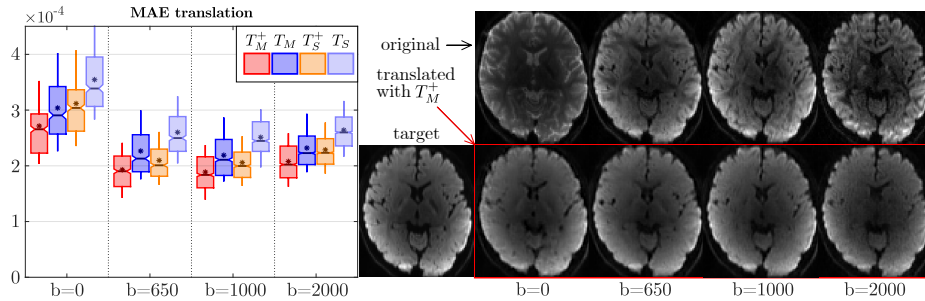 MAE translation
×10⁻⁴
4
3
2
1
0
T_M^+ T_M T_S^+ T_S
b=0 b=650 b=1000 b=2000
original
translated
with T_M^+
target
b=0 b=650 b=1000 b=2000